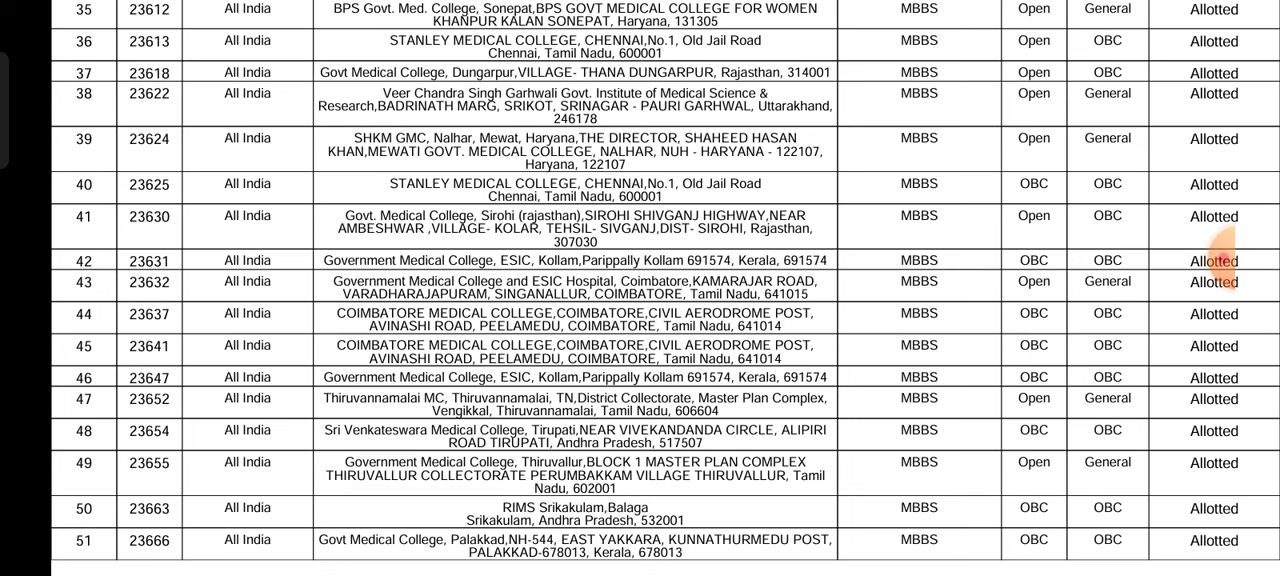 35 23612 All India BPS Govt. Med. College, Sonepat,BPS GOVT MEDICAL COLLEGE FOR WOMEN MBBS Open General Allotted
KHANPUR KALAN SONEPAT, Haryana, 131305
36 23613 All India STANLEY MEDICAL COLLEGE, CHENNAI,No.1, Old Jail Road MBBS Open OBC Allotted
Chennai, Tamil Nadu, 600001
37 23618 All India Govt Medical College, Dungarpur,VILLAGE- THANA DUNGARPUR, Rajasthan, 314001 MBBS Open OBC Allotted
38 23622 All India Veer Chandra Singh Garhwali Govt. Institute of Medical Science & MBBS Open General Allotted
Research,BADRINATH MARG, SRIKOT, SRINAGAR - PAURI GARHWAL, Uttarakhand,
246178
39 23624 All India SHKM GMC, Nalhar, Mewat, Haryana,THE DIRECTOR, SHAHEED HASAN MBBS Open General Allotted
KHAN,MEWATI GOVT. MEDICAL COLLEGE, NALHAR, NUH - HARYANA - 122107,
Haryana, 122107
40 23625 All India STANLEY MEDICAL COLLEGE, CHENNAI,No.1, Old Jail Road MBBS OBC OBC Allotted
Chennai, Tamil Nadu, 600001
41 23630 All India Govt. Medical College, Sirohi (rajasthan),SIROHI SHIVGANJ HIGHWAY,NEAR MBBS Open OBC Allotted
AMBESHWAR ,VILLAGE- KOLAR, TEHSIL- SIVGANJ,DIST- SIROHI, Rajasthan,
307030
42 23631 All India Government Medical College, ESIC, Kollam,Parippally Kollam 691574, Kerala, 691574 MBBS OBC OBC Allotted
43 23632 All India Government Medical College and ESIC Hospital, Coimbatore,KAMARAJAR ROAD, MBBS Open General Allotted
VARADHARAJAPURAM, SINGANALLUR, COIMBATORE, Tamil Nadu, 641015
44 23637 All India COIMBATORE MEDICAL COLLEGE,COIMBATORE,CIVIL AERODROME POST, MBBS OBC OBC Allotted
AVINASHI ROAD, PEELAMEDU, COIMBATORE, Tamil Nadu, 641014
45 23641 All India COIMBATORE MEDICAL COLLEGE,COIMBATORE,CIVIL AERODROME POST, MBBS OBC OBC Allotted
AVINASHI ROAD, PEELAMEDU, COIMBATORE, Tamil Nadu, 641014
46 23647 All India Government Medical College, ESIC, Kollam,Parippally Kollam 691574, Kerala, 691574 MBBS OBC OBC Allotted
47 23652 All India Thiruvannamalai MC, Thiruvannamalai, TN,District Collectorate, Master Plan Complex, MBBS Open General Allotted
Vengikkal, Thiruvannamalai, Tamil Nadu, 606604
48 23654 All India Sri Venkateswara Medical College, Tirupati,NEAR VIVEKANDANDA CIRCLE, ALIPIRI MBBS OBC OBC Allotted
ROAD TIRUPATI, Andhra Pradesh, 517507
49 23655 All India Government Medical College, Thiruvallur,BLOCK 1 MASTER PLAN COMPLEX MBBS Open General Allotted
THIRUVALLUR COLLECTORATE PERUMBAKKAM VILLAGE THIRUVALLUR, Tamil
Nadu, 602001
50 23663 All India RIMS Srikakulam,Balaga MBBS OBC OBC Allotted
Srikakulam, Andhra Pradesh, 532001
51 23666 All India Govt Medical College, Palakkad,NH-544, EAST YAKKARA, KUNNATHURMEDU POST, MBBS OBC OBC Allotted
PALAKKAD-678013, Kerala, 678013